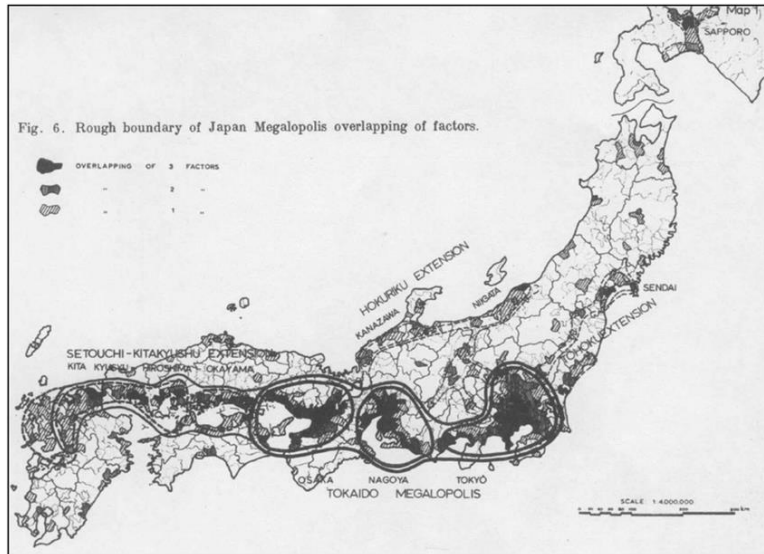 Map 1
SAPPORO
Fig. 6. Rough boundary of Japan Megalopolis overlapping of factors.
OVERLAPPING OF 3 FACTORS
" 2 "
" 1 "
HOKURIKU EXTENSION
KANAZAWA
NIIGATA
SENDAI
TOHOKU EXTENSION
SETOUCHI-KITAKYUSHU EXTENSION
KITA KYUSYU HIROSHIMA OKAYAMA
OSAKA
NAGOYA
TOKYO
TOKAIDO MEGALOPOLIS
SCALE 1:4.000.000